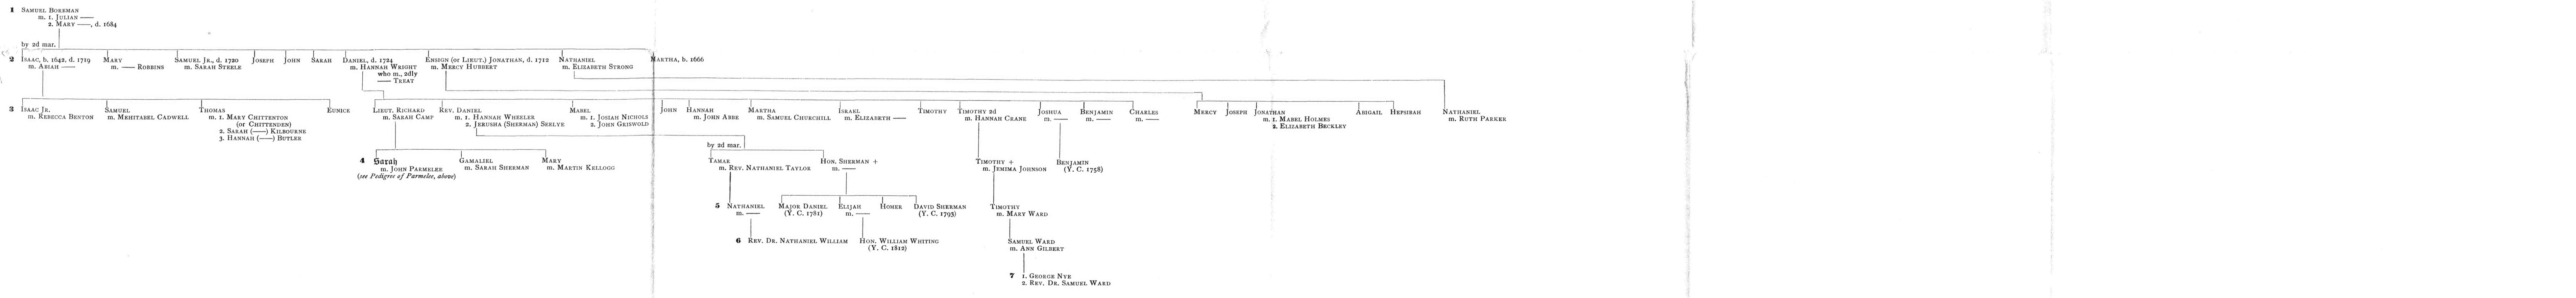 1 Samuel Boreman
m. 1. Julian ——
2. Mary ——, d. 1684
by 2d mar.
2 Isaac, b. 1642, d. 1719
m. Abiah ——
Mary
m. —— Robbins
Samuel Jr., d. 1720
m. Sarah Steele
Joseph
John
Sarah
Daniel, d. 1724
m. Hannah Wright
who m., 2dly
—— Treat
Ensign (or Lieut.) Jonathan, d. 1712
m. Mercy Hubbert
Nathaniel
m. Elizabeth Strong
Martha, b. 1666
3 Isaac Jr.
m. Rebecca Benton
Samuel
m. Mehitabel Cadwell
Thomas
m. 1. Mary Chittenton
(or Chittenden)
2. Sarah (——) Kilbourne
3. Hannah (——) Butler
Eunice
Lieut. Richard
m. Sarah Camp
Rev. Daniel
m. 1. Hannah Wheeler
2. Jerusha (Sherman) Seelye
Mabel
m. 1. Josiah Nichols
2. John Griswold
John
Hannah
m. John Abbe
Martha
m. Samuel Churchill
Israel
m. Elizabeth ——
Timothy
Timothy 2d
m. Hannah Crane
Joshua
m. ——
Benjamin
m. ——
Charles
m. ——
Mercy
Joseph
Jonathan
m. 1. Mabel Holmes
2. Elizabeth Beckley
Abigail
Hepsibah
Nathaniel
m. Ruth Parker
by 2d mar.
4 Sarah
m. John Parmelee
(see Pedigree of Parmelee, above)
Gamaliel
m. Sarah Sherman
Mary
m. Martin Kellogg
Tamar
m. Rev. Nathaniel Taylor
Hon. Sherman +
m. ——
Timothy +
m. Jemima Johnson
Benjamin
(Y. C. 1758)
5 Nathaniel
m. ——
Major Daniel
(Y. C. 1781)
Elijah
m. ——
Homer
David Sherman
(Y. C. 1793)
Timothy
m. Mary Ward
6 Rev. Dr. Nathaniel William
Hon. William Whiting
(Y. C. 1812)
Samuel Ward
m. Ann Gilbert
7 1. George Nye
2. Rev. Dr. Samuel Ward